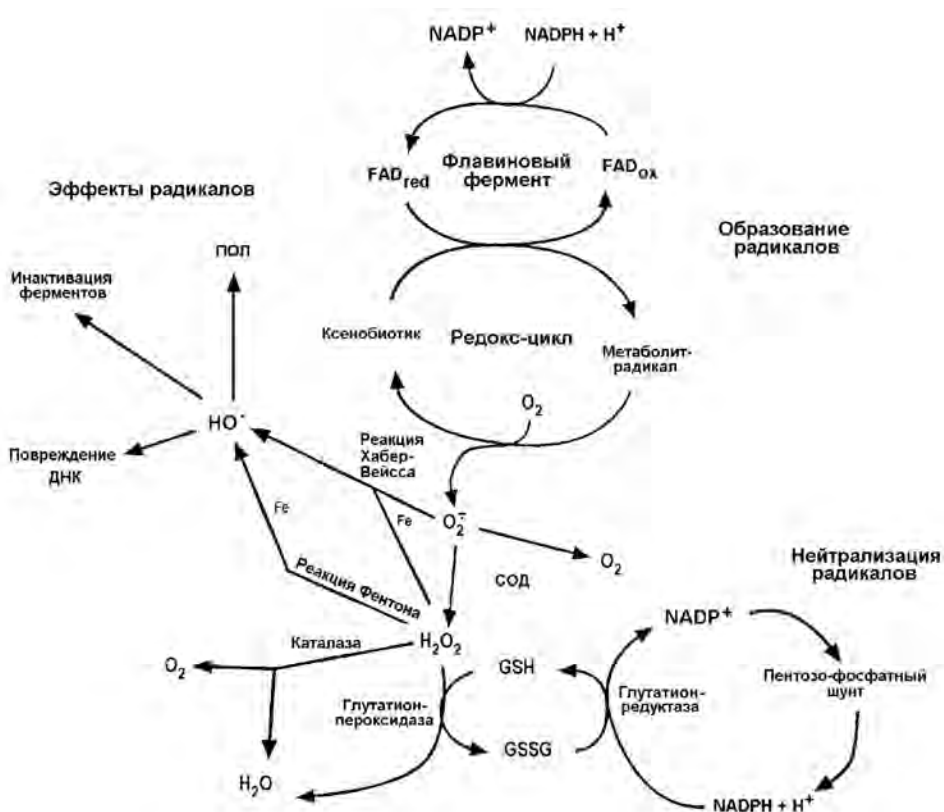 NADP+ NADPH + H+
FADred
Флавиновый
фермент
FADox
Эффекты радикалов
Образование
радикалов
ПОЛ
Инактивация
ферментов
Ксенобиотик
Редокс-цикл
Метаболит-
радикал
O2
HO·
Реакция
Хабер-
Вейсса
Повреждение
ДНК
Fe
Fe
O2-
O2
Нейтрализация
радикалов
СОД
Реакция Фентона
NADP+
Каталаза
H2O2
O2
GSH
Пентозо-фосфатный
шунт
Глутатион-
пероксидаза
Глутатион-
редуктаза
GSSG
H2O
NADPH + H+